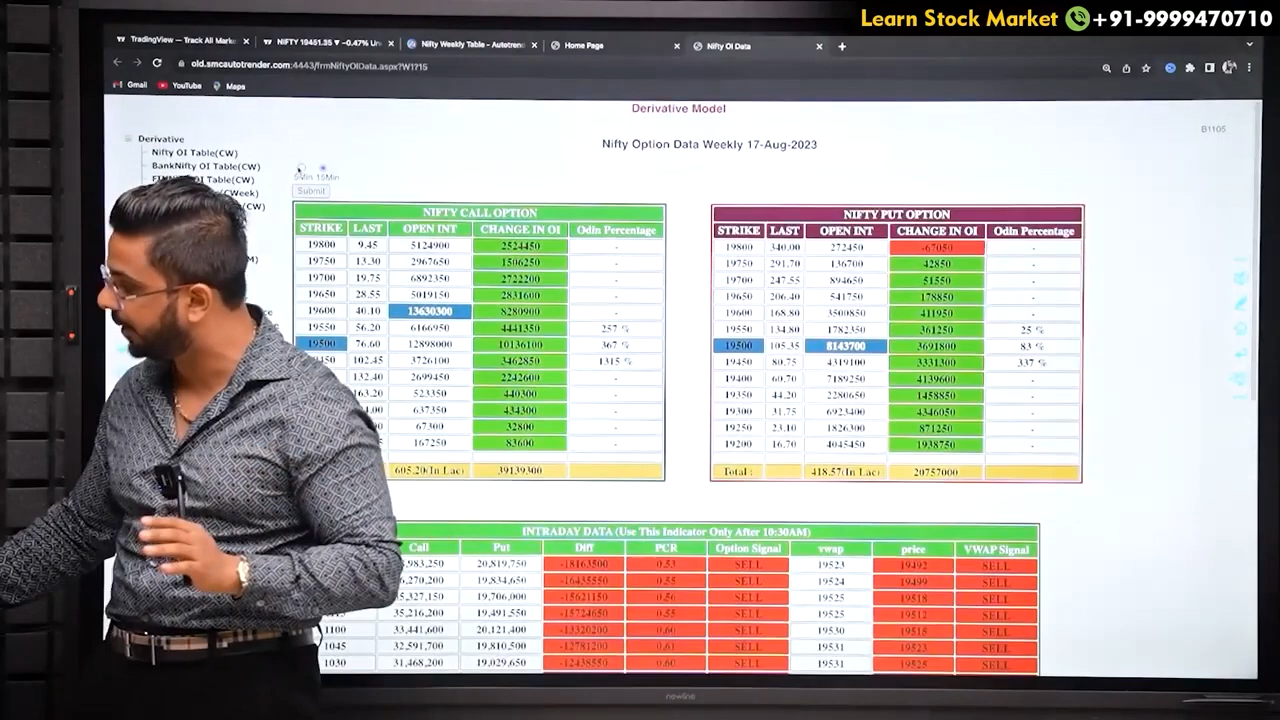 Learn Stock Market +91-9999470710
TradingView — Track All Marke
NIFTY 19451.35 ▼ −0.47% Un
Nifty Weekly Table - Autotrend
Home Page
Nifty OI Data
old.smcautotrender.com:4443/frmNiftyOIData.aspx?W1?15
Gmail YouTube Maps
Derivative Model
B1105
Derivative
Nifty OI Table(CW)
BankNifty OI Table(CW)
Nifty Option Data Weekly 17-Aug-2023
5Min 15Min
Submit
NIFTY CALL OPTION
STRIKE LAST OPEN INT CHANGE IN OI Odin Percentage
19800 9.45 5124900 2524450 -
19750 13.30 2967650 1506250 -
19700 19.75 6892350 2722200 -
19650 28.55 5019150 2831600 -
19600 40.10 13630300 8280900 -
19550 56.20 6166950 4441350 257 %
19500 76.60 12898000 10136100 367 %
102.45 3726100 3462850 1315 %
132.40 2699450 2242600 -
163.20 523350 440300 -
637350 434300 -
67300 32800 -
167250 83600 -
605.20(In Lac) 39139300
NIFTY PUT OPTION
STRIKE LAST OPEN INT CHANGE IN OI Odin Percentage
19800 340.00 272450 -67050 -
19750 291.70 136700 42850 -
19700 247.55 894650 51550 -
19650 206.40 541750 178850 -
19600 168.80 3500850 411950 -
19550 134.80 1782350 361250 25 %
19500 105.35 8143700 3691800 83 %
19450 80.75 4319100 3331300 337 %
19400 60.70 7189250 4139600 -
19350 44.20 2280650 1458850 -
19300 31.75 6923400 4346050 -
19250 23.10 1826300 871250 -
19200 16.70 4045450 1938750 -
Total : 418.57(In Lac) 20757000
INTRADAY DATA (Use This Indicator Only After 10:30AM)
Call Put Diff PCR Option Signal vwap price VWAP Signal
,983,250 20,819,750 -18163500 0.53 SELL 19523 19492 SELL
,270,200 19,834,650 -16435550 0.55 SELL 19524 19499 SELL
,327,150 19,706,000 -15621150 0.56 SELL 19525 19518 SELL
35,216,200 19,491,550 -15724650 0.55 SELL 19525 19512 SELL
1100 33,441,600 20,121,400 -13320200 0.60 SELL 19530 19515 SELL
1045 32,591,700 19,810,500 -12781200 0.61 SELL 19531 19523 SELL
1030 31,468,200 19,029,650 -12438550 0.60 SELL 19531 19525 SELL
newline